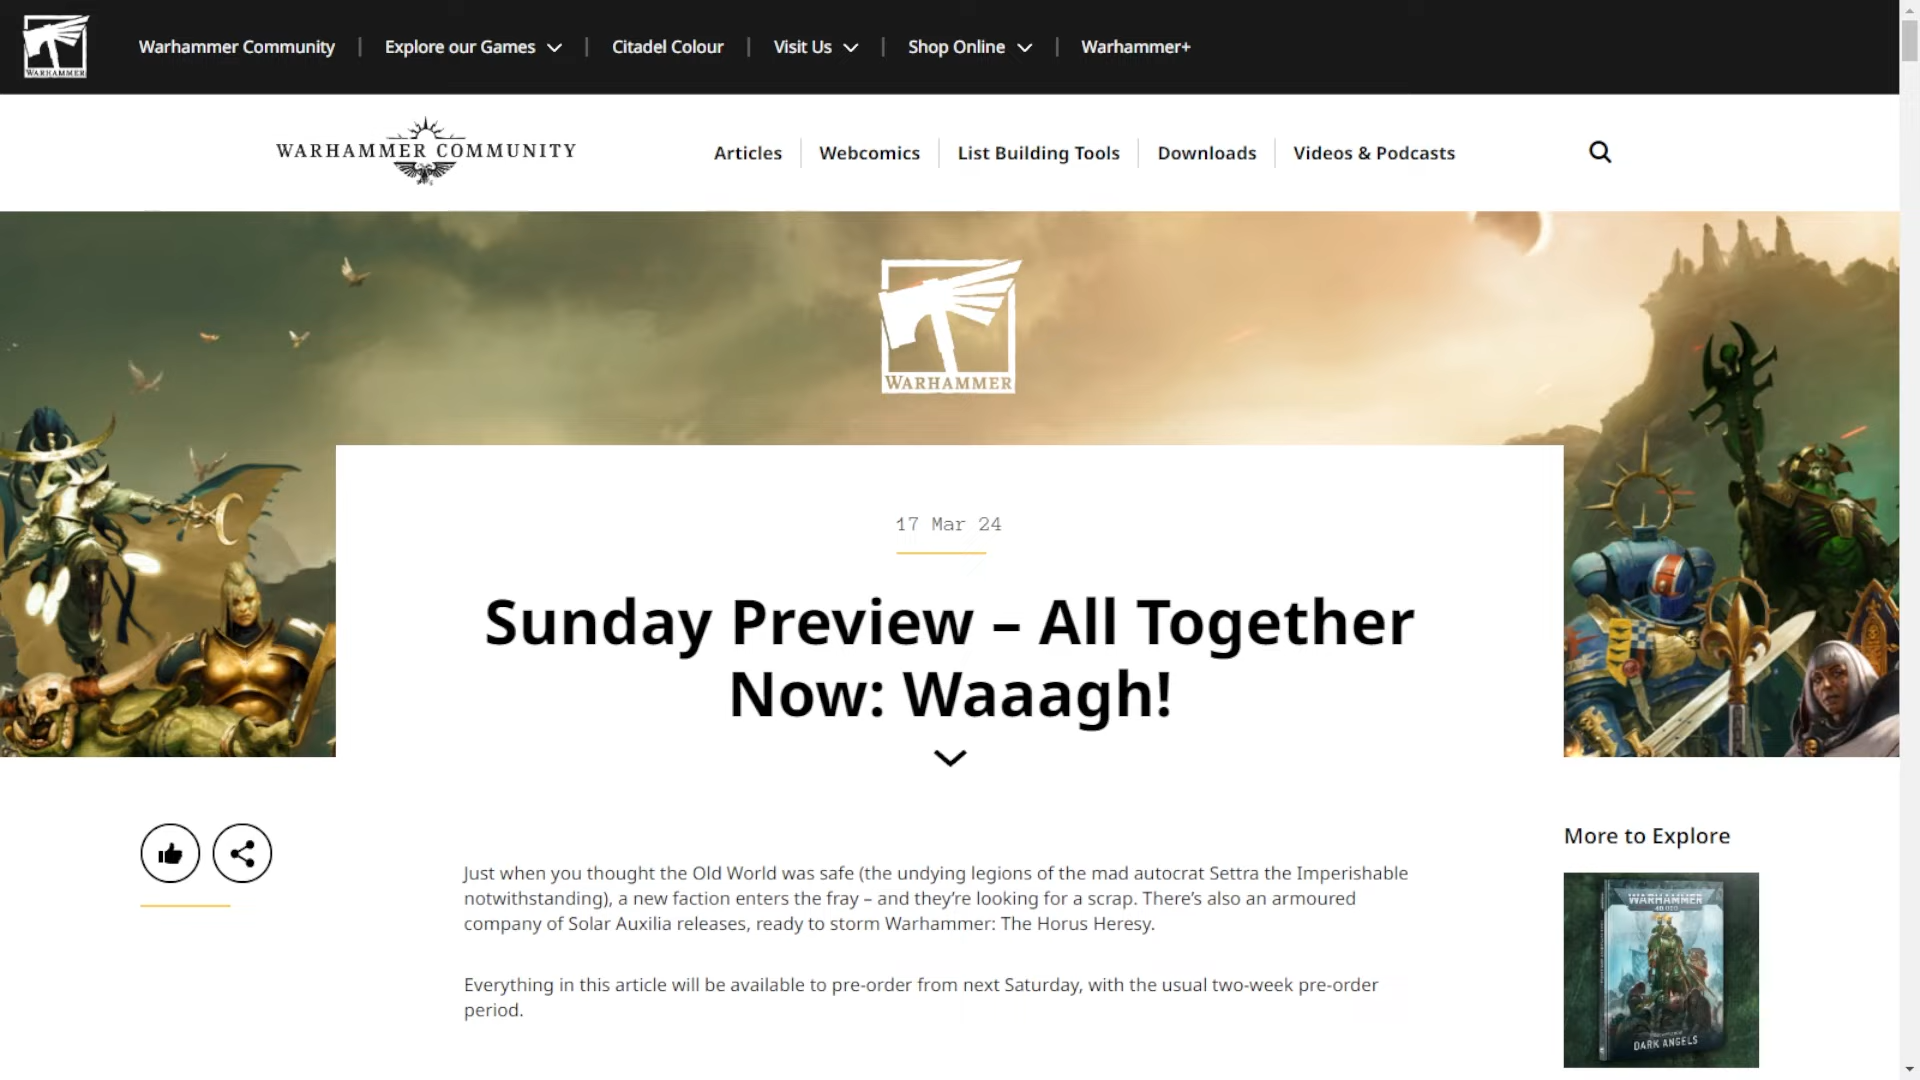 WARHAMMER
Warhammer Community
Explore our Games
Citadel Colour
Visit Us
Shop Online
Warhammer+
WARHAMMER COMMUNITY
Articles
Webcomics
List Building Tools
Downloads
Videos & Podcasts
WARHAMMER
17 Mar 24
Sunday Preview – All Together
Now: Waaagh!
Just when you thought the Old World was safe (the undying legions of the mad autocrat Settra the Imperishable
notwithstanding), a new faction enters the fray – and they’re looking for a scrap. There’s also an armoured
company of Solar Auxilia releases, ready to storm Warhammer: The Horus Heresy.
Everything in this article will be available to pre-order from next Saturday, with the usual two-week pre-order
period.
More to Explore
WARHAMMER
40,000
DARK ANGELS